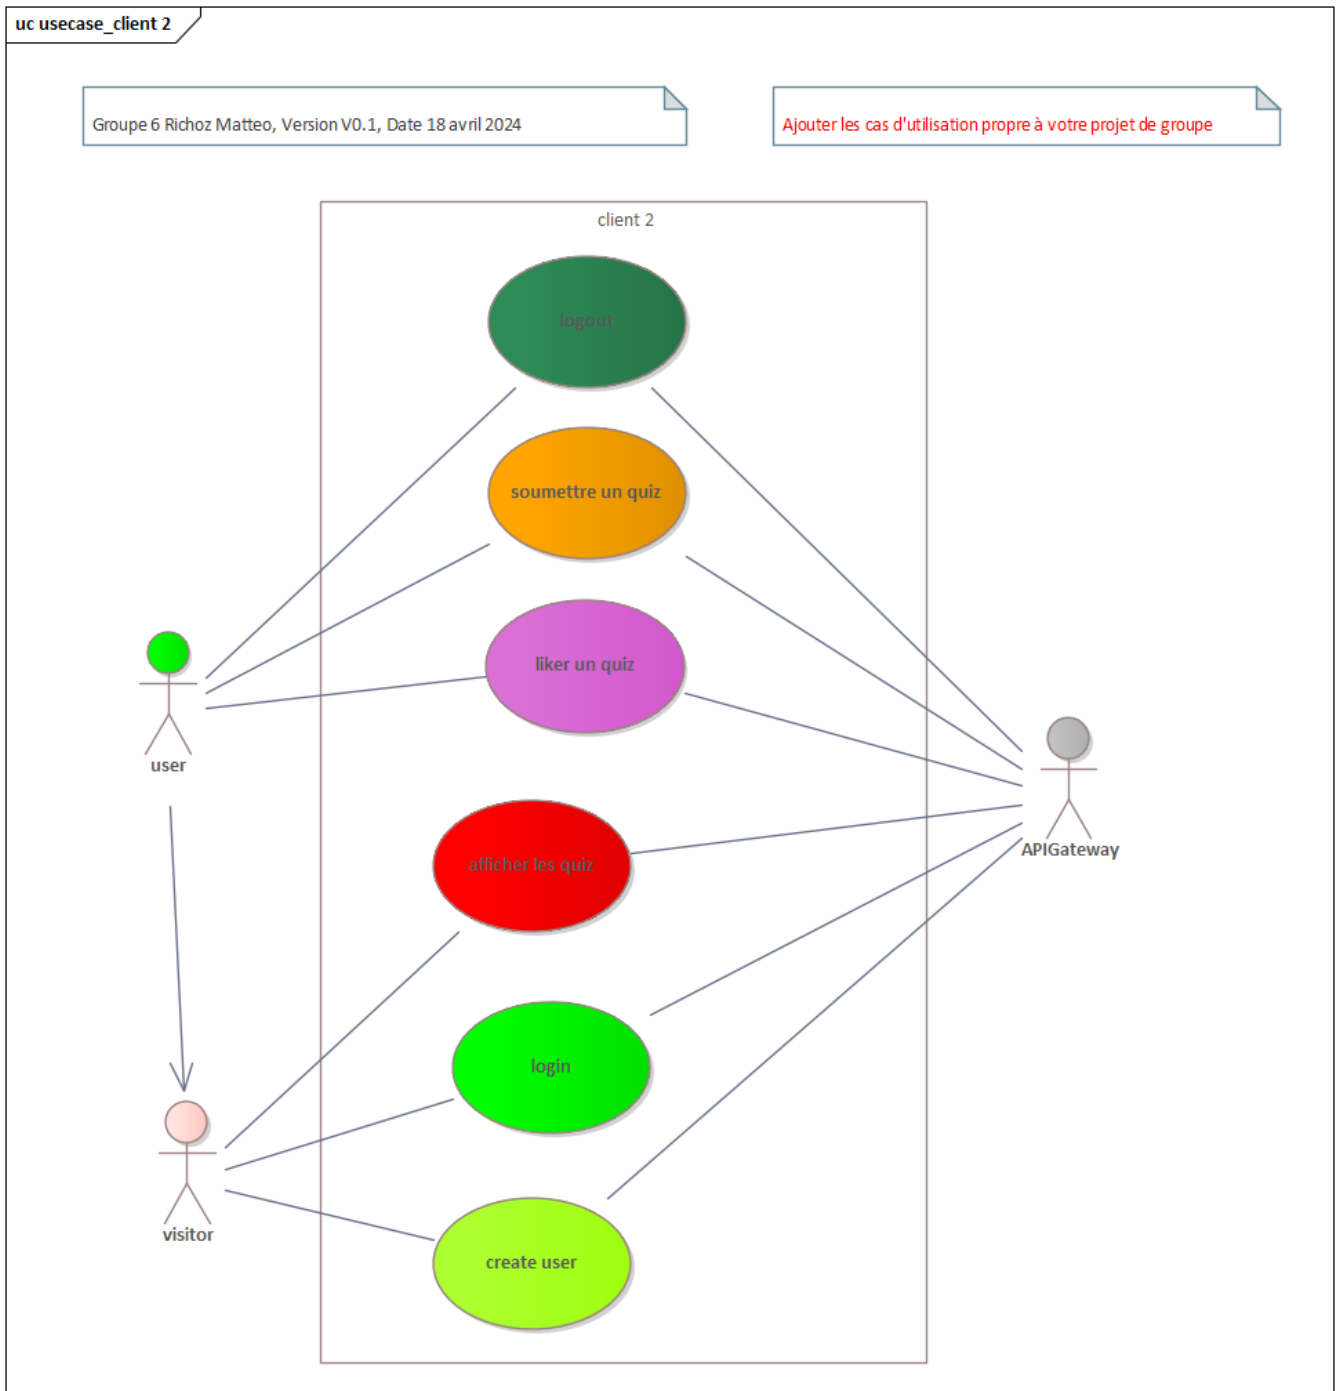 uc usecase_client 2
Groupe 6 Richoz Matteo, Version V0.1, Date 18 avril 2024
Ajouter les cas d'utilisation propre à votre projet de groupe
client 2
logout
soumettre un quiz
liker un quiz
user
APIGateway
afficher les quiz
login
visitor
create user